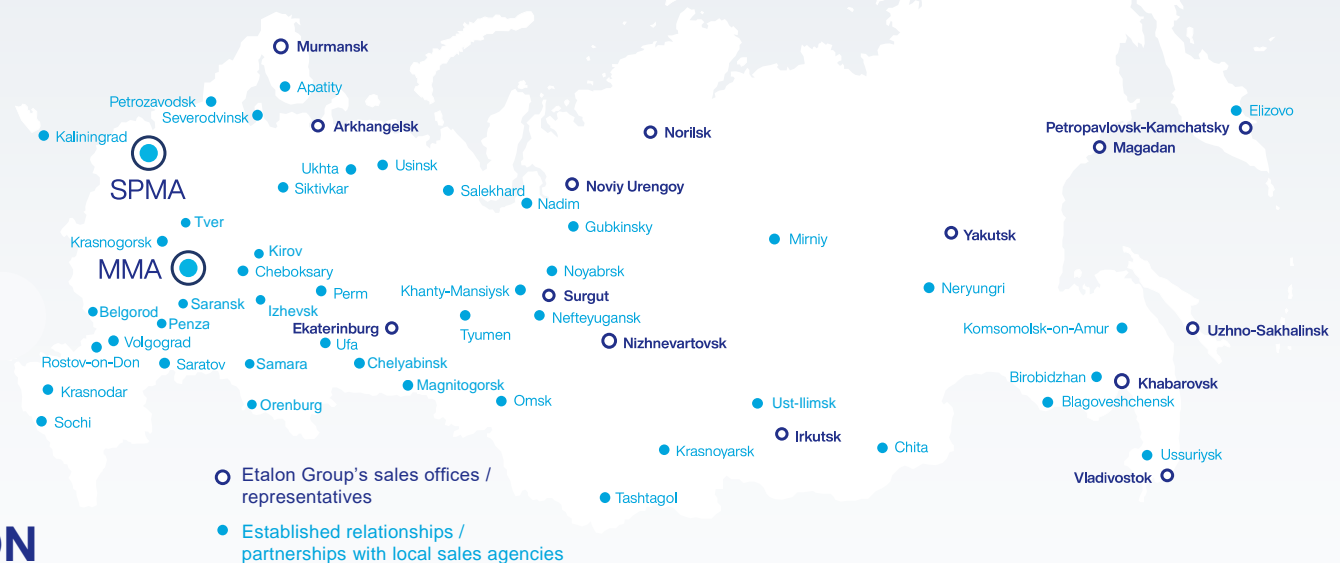 Murmansk
Apatity
Petrozavodsk
Severodvinsk
Elizovo
Kaliningrad
Arkhangelsk
Norilsk
Petropavlovsk-Kamchatsky
Magadan
SPMA
Ukhta
Usinsk
Siktivkar
Salekhard
Noviy Urengoy
Nadim
Tver
Gubkinsky
Krasnogorsk
Mirniy
Yakutsk
Kirov
MMA
Cheboksary
Noyabrsk
Perm
Khanty-Mansiysk
Surgut
Neryungri
Belgorod
Saransk
Izhevsk
Penza
Ekaterinburg
Nefteyugansk
Komsomolsk-on-Amur
Uzhno-Sakhalinsk
Tyumen
Volgograd
Ufa
Nizhnevartovsk
Rostov-on-Don
Saratov
Samara
Chelyabinsk
Birobidzhan
Khabarovsk
Krasnodar
Magnitogorsk
Omsk
Ust-Ilimsk
Blagoveshchensk
Orenburg
Sochi
Irkutsk
Krasnoyarsk
Chita
Ussuriysk
Etalon Group's sales offices /
representatives
Vladivostok
Tashtagol
Established relationships /
partnerships with local sales agencies